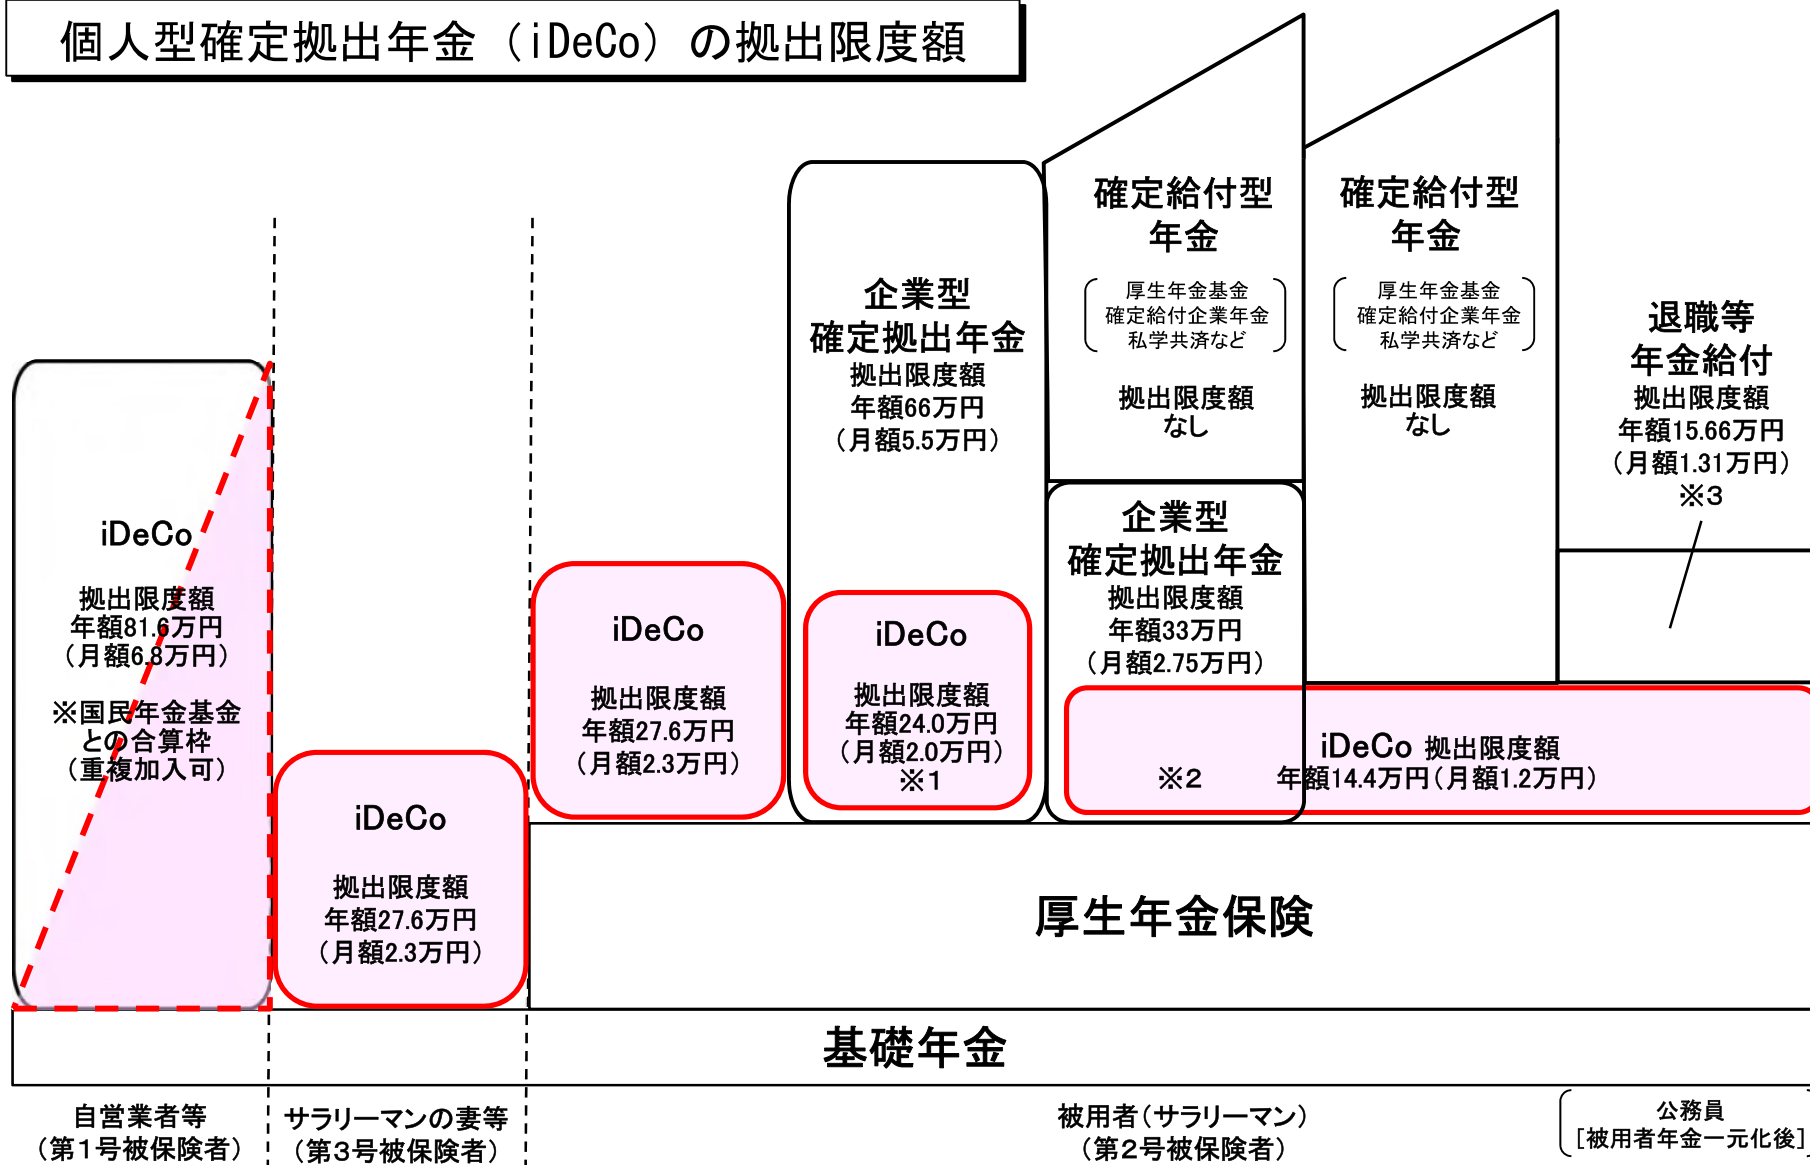 個人型確定拠出年金（iDeCo）の拠出限度額
iDeCo
拠出限度額
年額81.6万円
（月額6.8万円）
※国民年金基金
との合算枠
（重複加入可）
iDeCo
拠出限度額
年額27.6万円
（月額2.3万円）
iDeCo
拠出限度額
年額27.6万円
（月額2.3万円）
企業型
確定拠出年金
拠出限度額
年額66万円
（月額5.5万円）
iDeCo
拠出限度額
年額24.0万円
（月額2.0万円）
※1
確定給付型
年金
厚生年金基金
確定給付企業年金
私学共済など
拠出限度額
なし
企業型
確定拠出年金
拠出限度額
年額33万円
（月額2.75万円）
確定給付型
年金
厚生年金基金
確定給付企業年金
私学共済など
拠出限度額
なし
退職等
年金給付
拠出限度額
年額15.66万円
（月額1.31万円）
※3
iDeCo 拠出限度額
※2 年額14.4万円（月額1.2万円）
厚生年金保険
基礎年金
自営業者等
（第1号被保険者）
サラリーマンの妻等
（第3号被保険者）
被用者（サラリーマン）
（第2号被保険者）
公務員
［被用者年金一元化後］